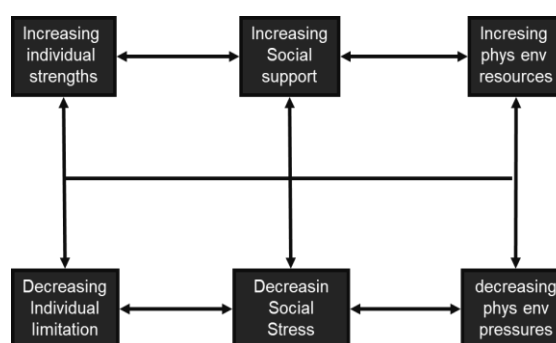 Increasing
individual
strengths
Increasing
Social
support
Incresing
phys env
resources
Decreasing
Individual
limitation
Decreasin
Social
Stress
decreasing
phys env
pressures